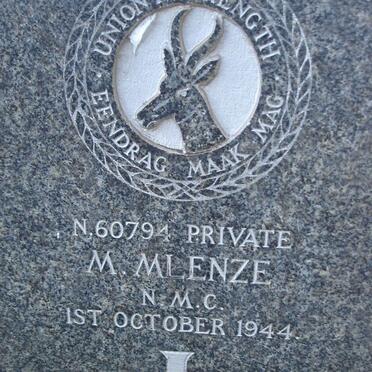 UNION IS STRENGTH
EENDRAG MAAK MAG
N.60794 PRIVATE
M. MLENZE
N.M.C.
1ST OCTOBER 1944.